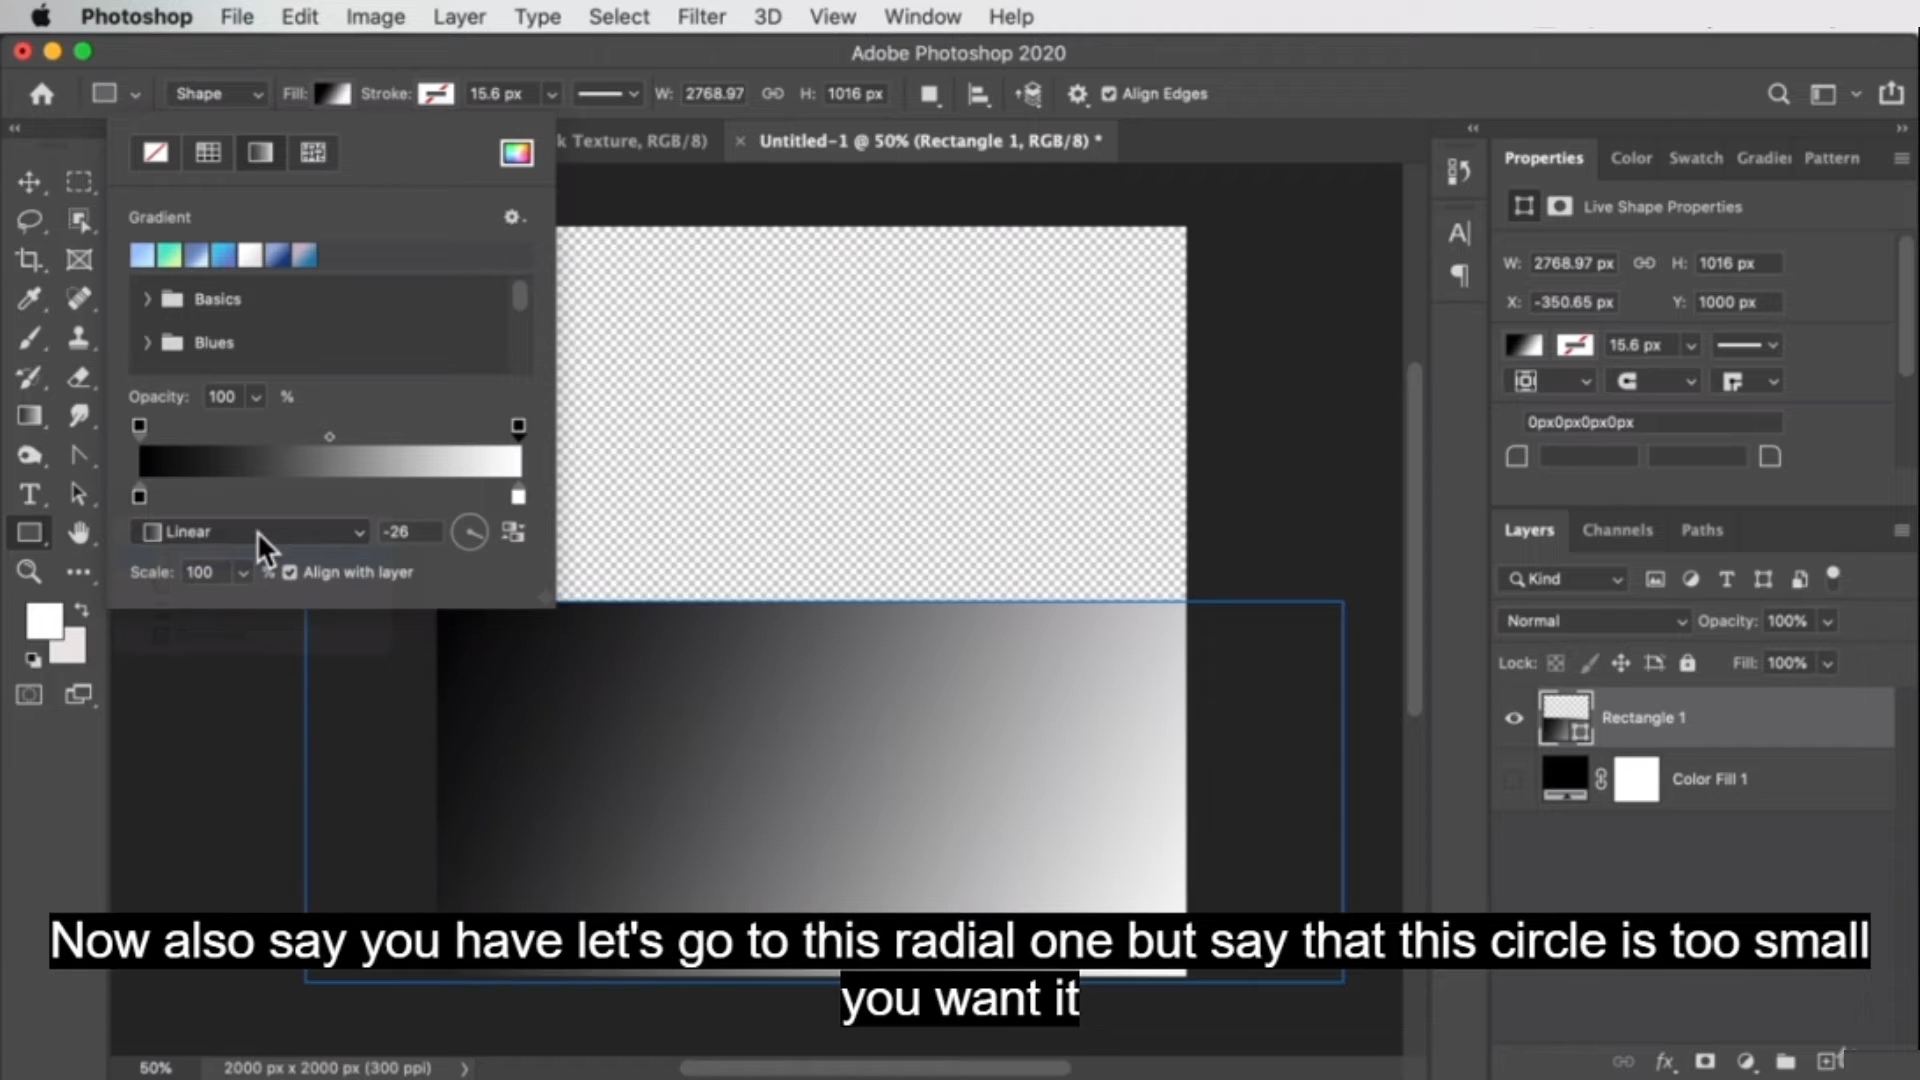 Photoshop File Edit Image Layer Type Select Filter 3D View Window Help
Adobe Photoshop 2020
Shape Fill: Stroke: 15.6 px W: 2768.97 H: 1016 px Align Edges
k Texture, RGB/8) × Untitled-1 @ 50% (Rectangle 1, RGB/8) *
Gradient
Basics
Blues
Opacity: 100 %
Linear -26
Scale: 100 % Align with layer
Properties Color Swatch Gradie Pattern
Live Shape Properties
W: 2768.97 px H: 1016 px
X: -350.65 px Y: 1000 px
15.6 px
0px0px0px0px
Layers Channels Paths
Kind
Normal Opacity: 100%
Lock: Fill: 100%
Rectangle 1
Color Fill 1
Now also say you have let's go to this radial one but say that this circle is too small
you want it
50% 2000 px x 2000 px (300 ppi)